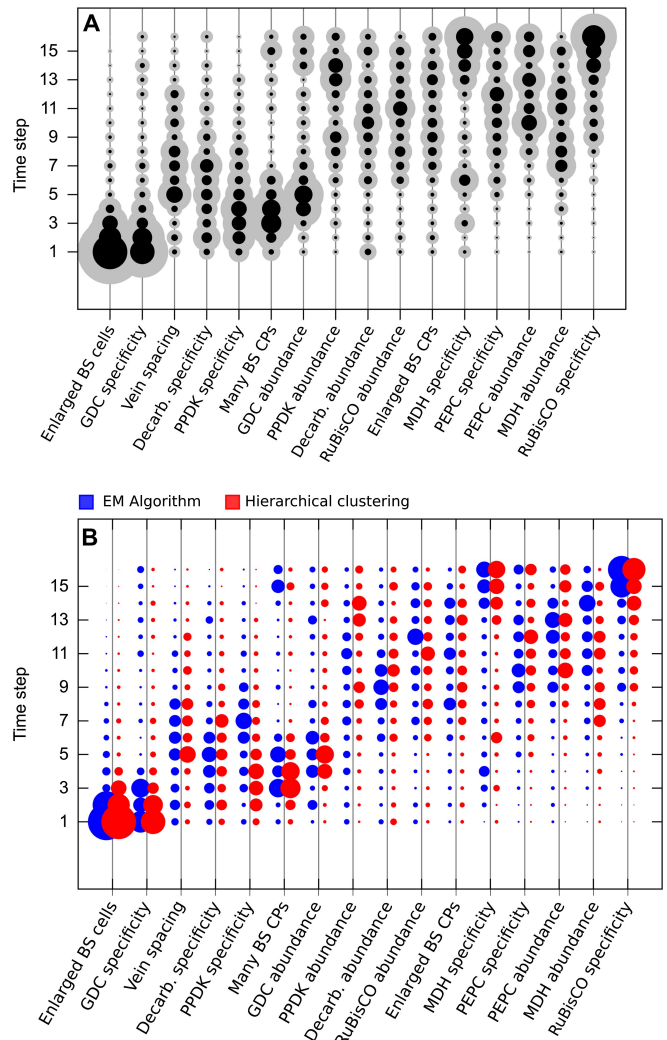 A
15
13
11
9
7
5
3
1
Time step
Enlarged BS cells
GDC specificity
Vein spacing
Decarb. specificity
PPDK specificity
Many BS CPs
GDC abundance
PPDK abundance
Decarb. abundance
RuBisCO abundance
Enlarged BS CPs
MDH specificity
PEPC specificity
PEPC abundance
MDH abundance
RuBisCO specificity
EM Algorithm
Hierarchical clustering
B
15
13
11
9
7
5
3
1
Time step
Enlarged BS cells
GDC specificity
Vein spacing
Decarb. specificity
PPDK specificity
Many BS CPs
GDC abundance
PPDK abundance
Decarb. abundance
RuBisCO abundance
Enlarged BS CPs
MDH specificity
PEPC specificity
PEPC abundance
MDH abundance
RuBisCO specificity